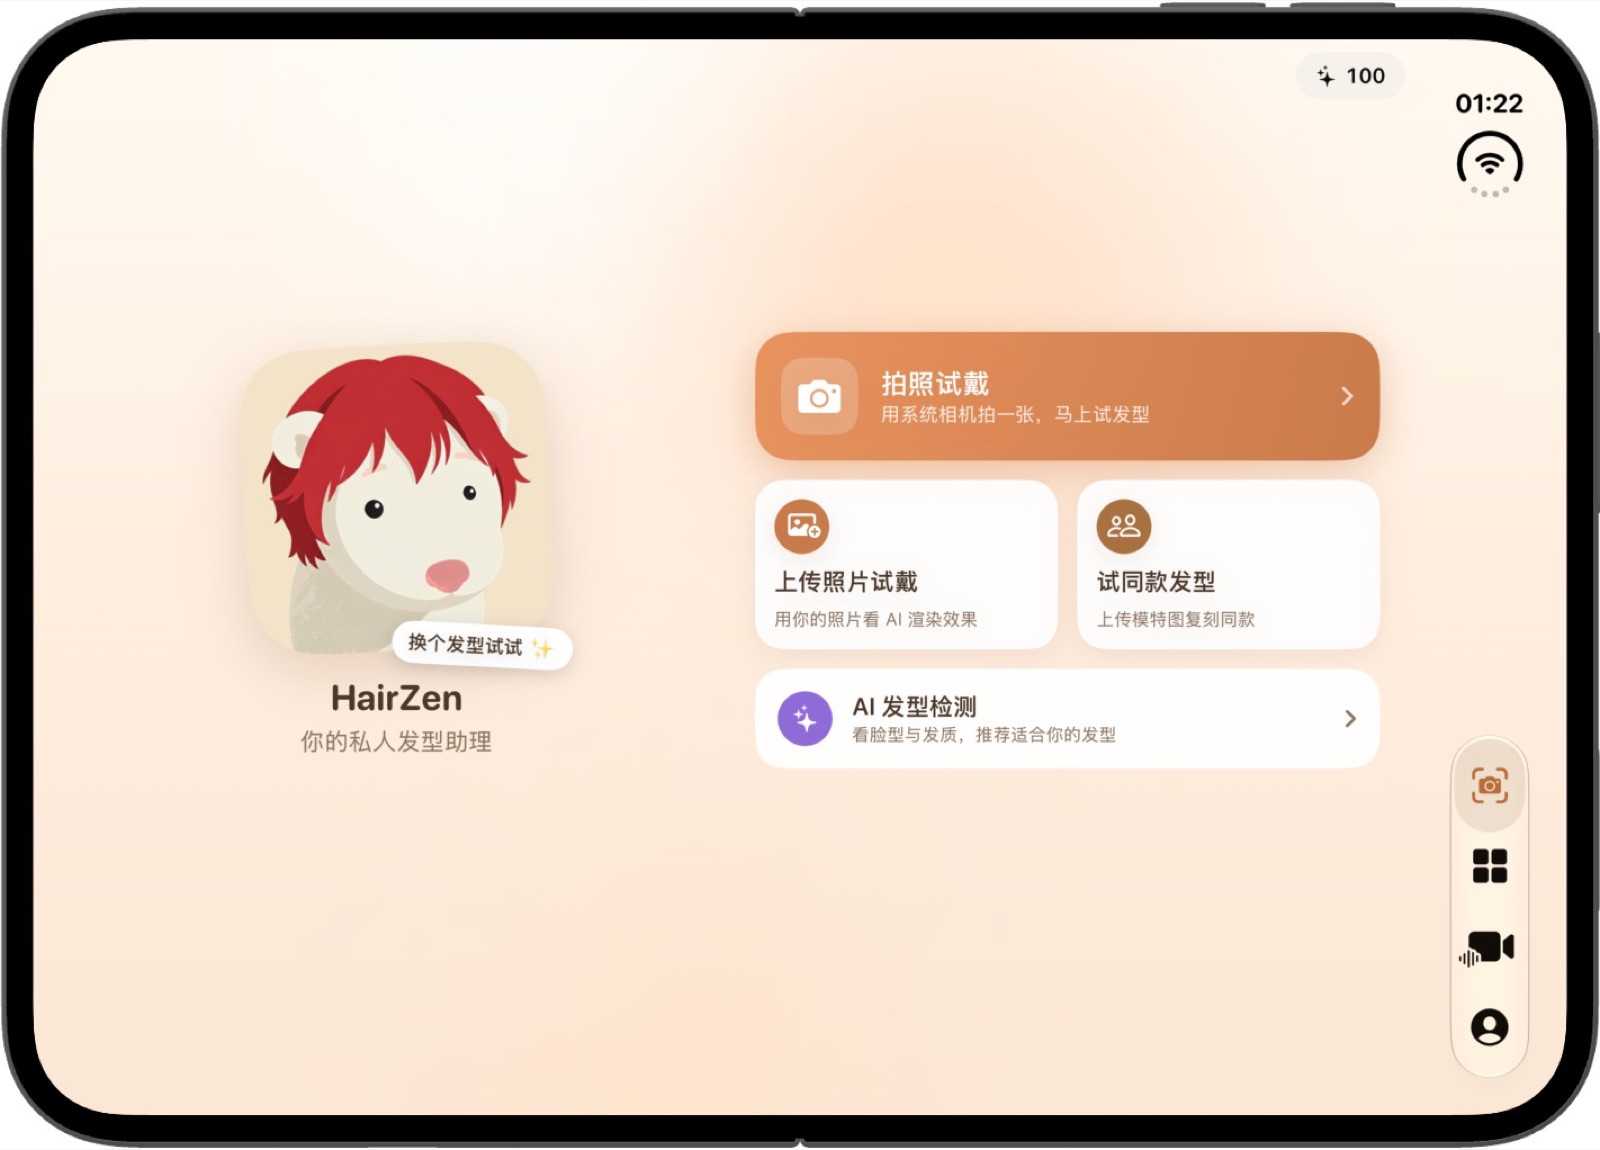 100
01:22
换个发型试试 ✨
HairZen
你的私人发型助理
拍照试戴
用系统相机拍一张，马上试发型
上传照片试戴
用你的照片看 AI 渲染效果
试同款发型
上传模特图复刻同款
AI 发型检测
看脸型与发质，推荐适合你的发型